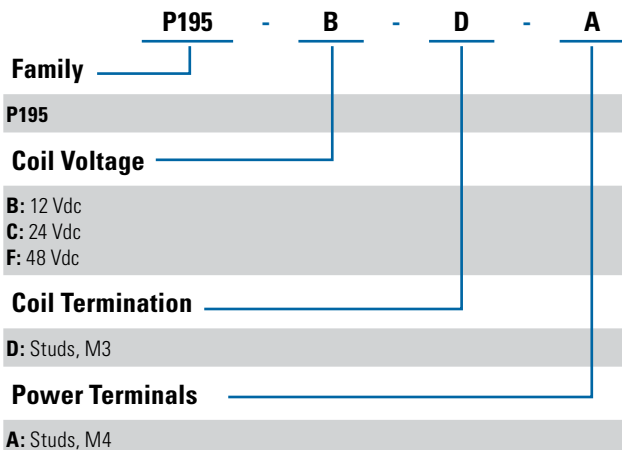 P195 - B - D - A
Family
P195
Coil Voltage
B: 12 Vdc
C: 24 Vdc
F: 48 Vdc
Coil Termination
D: Studs, M3
Power Terminals
A: Studs, M4